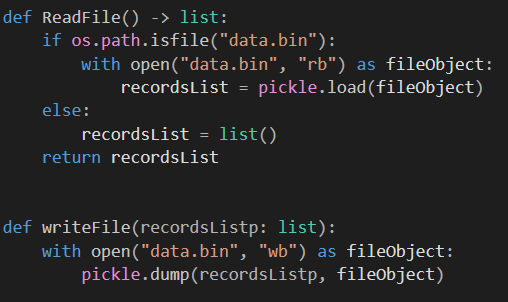 def ReadFile() -> list:
    if os.path.isfile("data.bin"):
        with open("data.bin", "rb") as fileObject:
            recordsList = pickle.load(fileObject)
    else:
        recordsList = list()
    return recordsList
def writeFile(recordsListp: list):
    with open("data.bin", "wb") as fileObject:
        pickle.dump(recordsListp, fileObject)